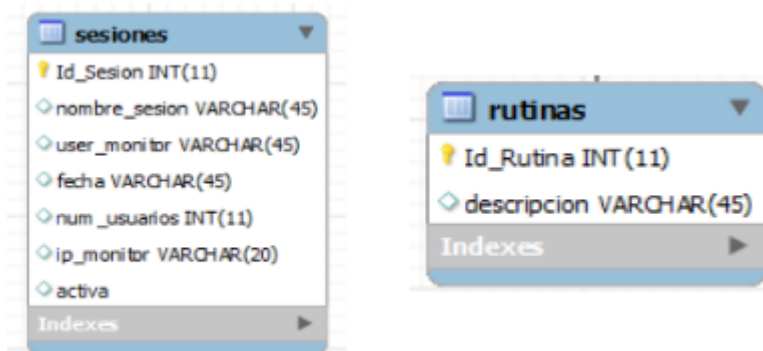 sesiones
Id_Sesion INT(11)
nombre_sesion VARCHAR(45)
user_monitor VARCHAR(45)
fecha VARCHAR(45)
num_usuarios INT(11)
ip_monitor VARCHAR(20)
activa
Indexes
rutinas
Id_Rutina INT(11)
descripcion VARCHAR(45)
Indexes